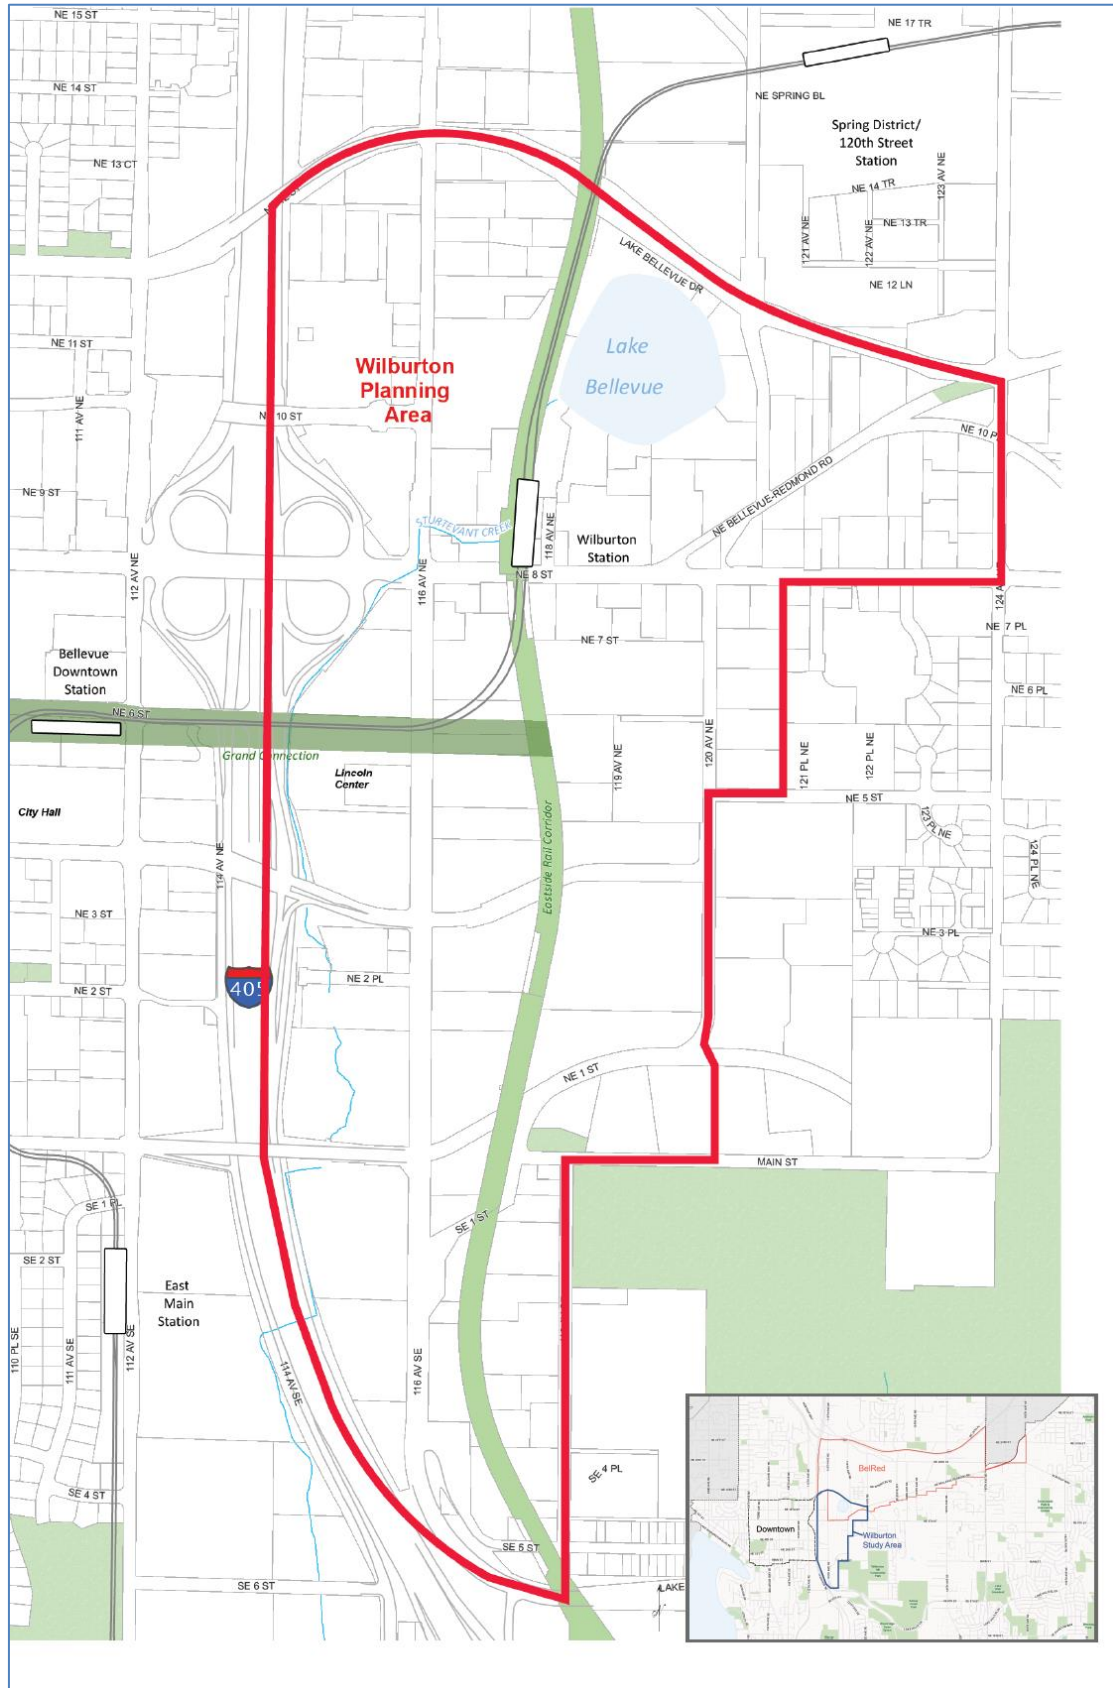 NE 15 ST
NE 17 TR
NE 14 ST
NE SPRING BL
Spring District/
120th Street
Station
NE 13 CT
123 AV NE
NE 14 TR
NE 13 TR
121 AV NE
122 AV NE
LAKE BELLEVUE DR
NE 12 LN
NE 11 ST
Lake
Bellevue
Wilburton
Planning
Area
111 AV NE
NE 10 ST
NE 10 PL
NE 9 ST
NE BELLEVUE-REDMOND RD
STURTEVANT CREEK
118 AV NE
Wilburton
Station
112 AV NE
116 AV NE
NE 8 ST
124 AV
NE 7 ST
NE 7 PL
Bellevue
Downtown
Station
NE 6 PL
NE 6 ST
120 AV NE
119 AV NE
121 PL NE
122 PL NE
Grand Connection
Lincoln
Center
City Hall
NE 5 ST
123 PL NE
114 AV NE
Eastside Rail Corridor
124 PL NE
NE 3 ST
NE 3 PL
NE 2 PL
405
NE 2 ST
NE 1 ST
MAIN ST
SE 1 PL
SE 1 ST
SE 2 ST
East
Main
Station
110 PL SE
111 AV SE
112 AV SE
114 AV SE
116 AV SE
SE 4 PL
SE 4 ST
SE 5 ST
SE 6 ST
LAKE
BelRed
Downtown
Wilburton
Study Area